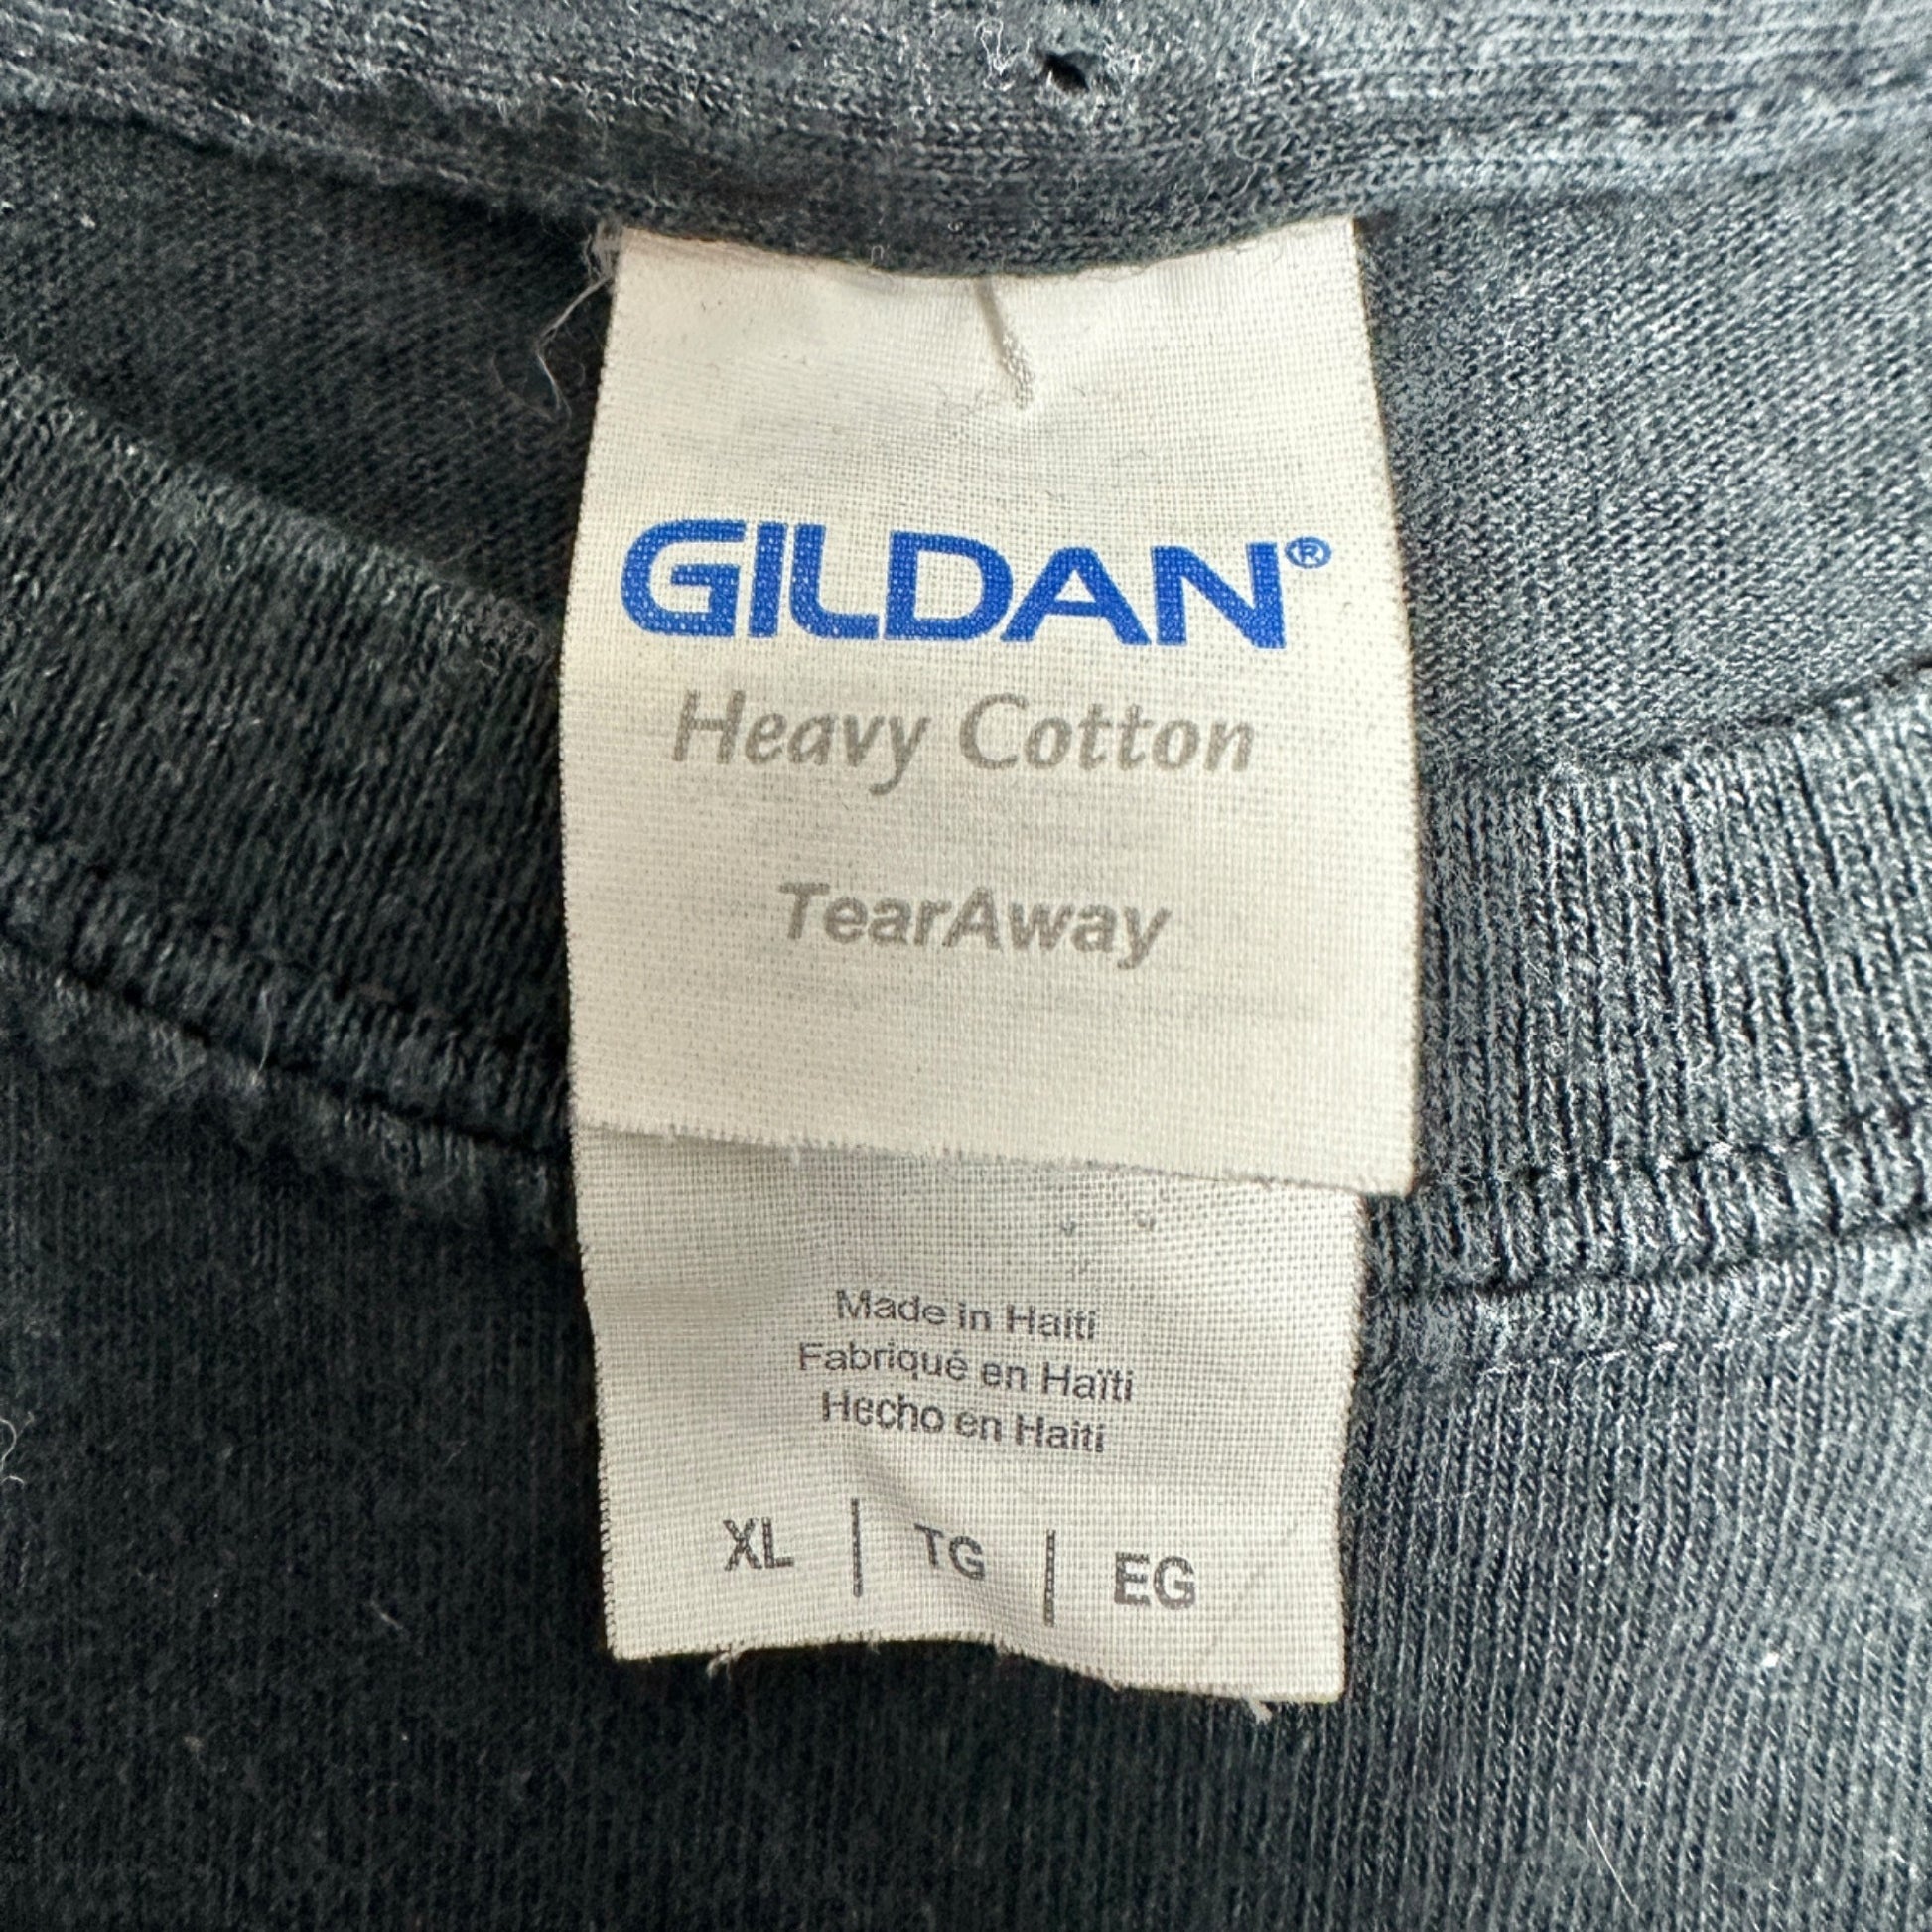 GILDAN®
Heavy Cotton
TearAway
Made in Haiti
Fabriqué en Haïti
Hecho en Haiti
XL | TG | EG